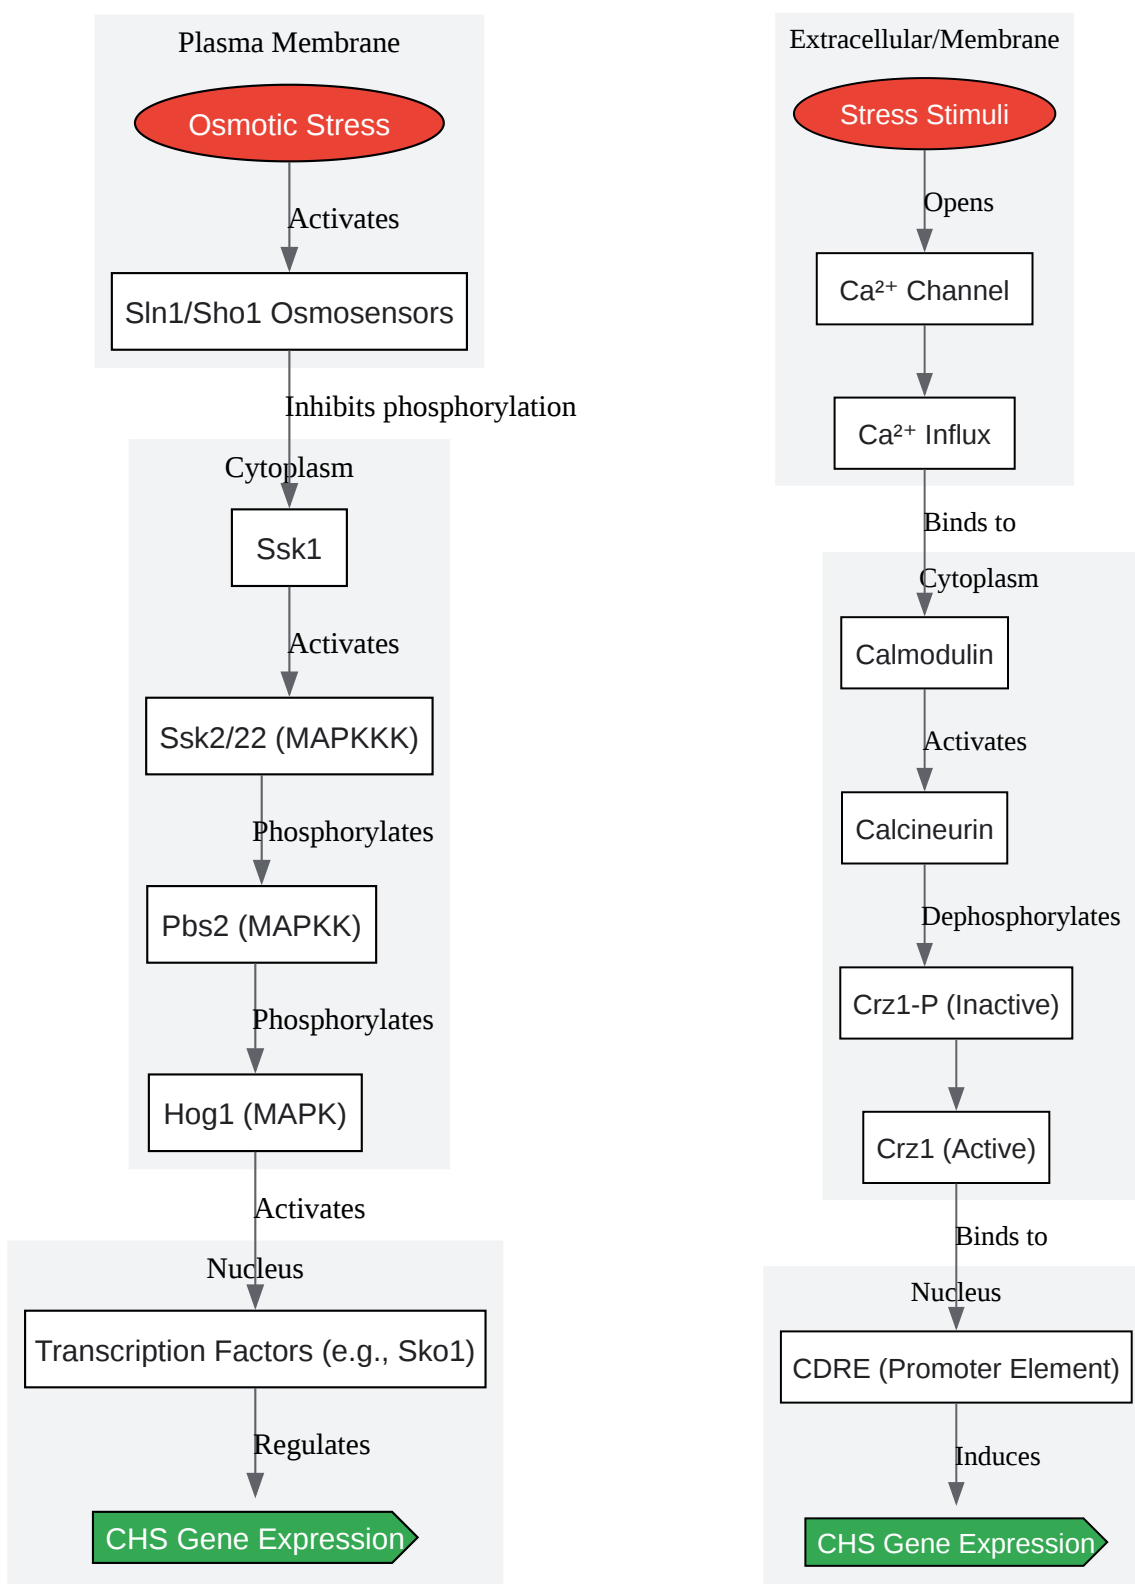 Plasma Membrane
Osmotic Stress
Activates
Sln1/Sho1 Osmosensors
Inhibits phosphorylation
Cytoplasm
Ssk1
Activates
Ssk2/22 (MAPKKK)
Phosphorylates
Pbs2 (MAPKK)
Phosphorylates
Hog1 (MAPK)
Activates
Nucleus
Transcription Factors (e.g., Sko1)
Regulates
CHS Gene Expression
Extracellular/Membrane
Stress Stimuli
Opens
Ca²⁺ Channel
Ca²⁺ Influx
Binds to
Cytoplasm
Calmodulin
Activates
Calcineurin
Dephosphorylates
Crz1-P (Inactive)
Crz1 (Active)
Binds to
Nucleus
CDRE (Promoter Element)
Induces
CHS Gene Expression